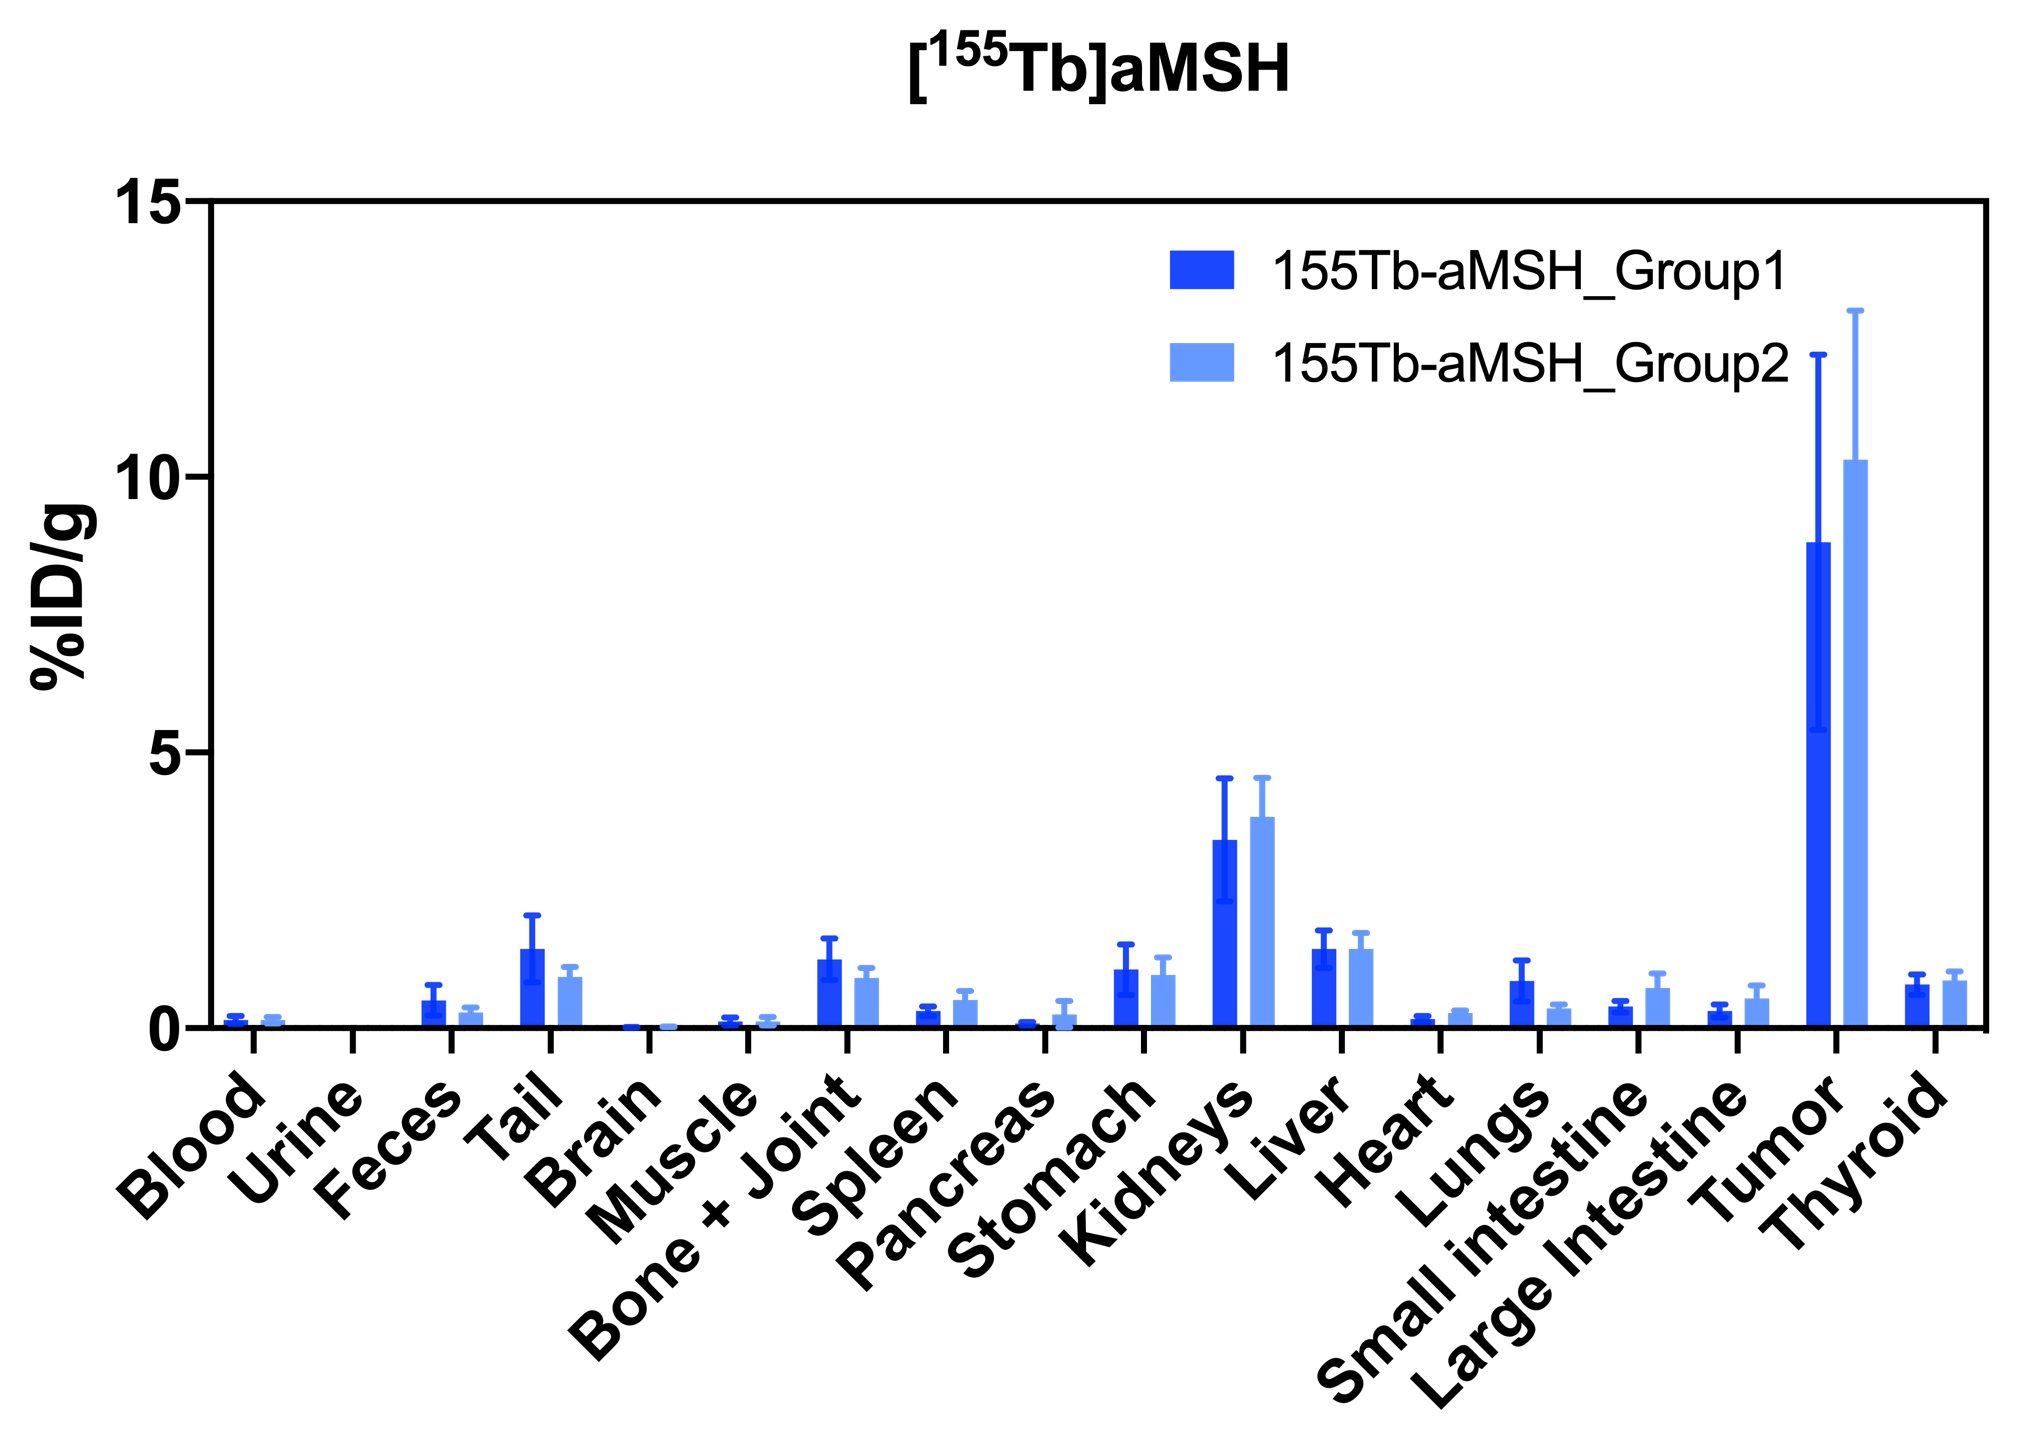 [¹⁵⁵Tb]aMSH
15
10
5
0
%ID/g
155Tb-aMSH_Group1
155Tb-aMSH_Group2
Blood
Urine
Feces
Tail
Brain
Muscle
Bone + Joint
Spleen
Pancreas
Stomach
Kidneys
Liver
Heart
Lungs
Small intestine
Large Intestine
Tumor
Thyroid